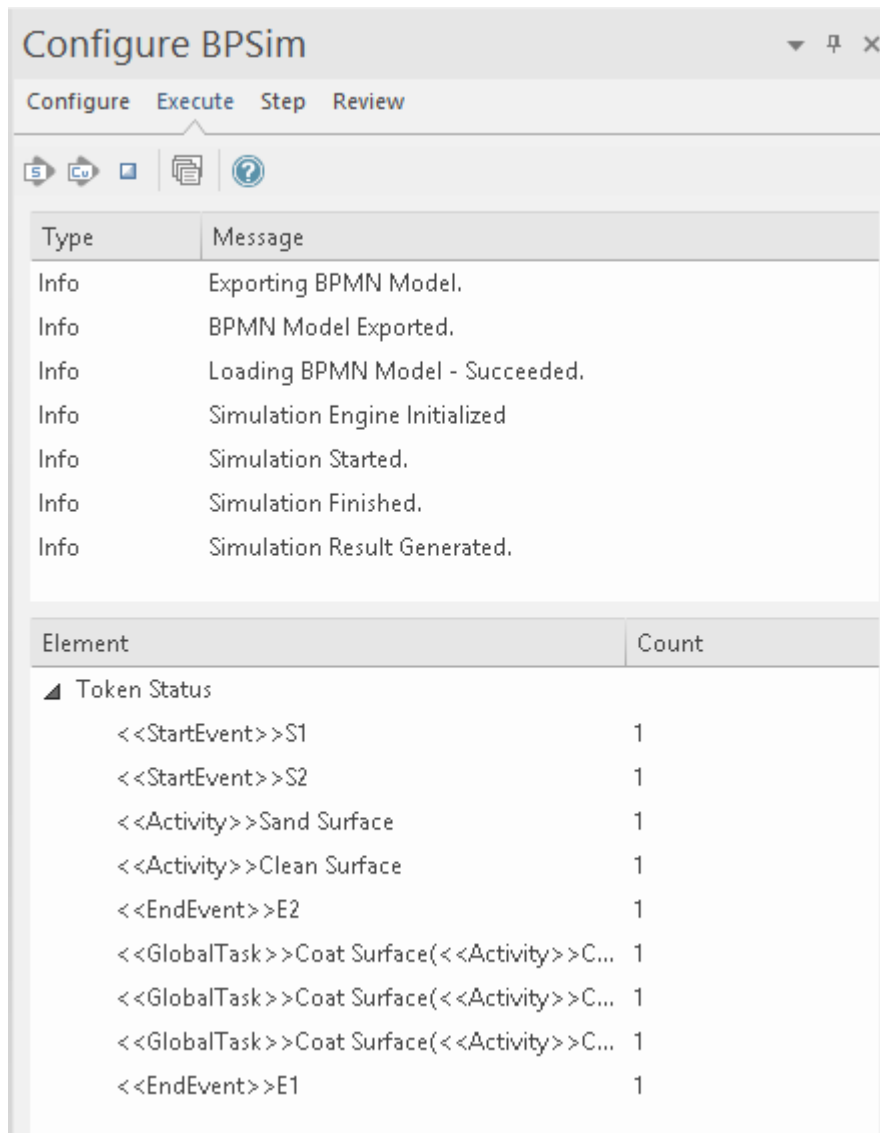 Configure BPSim
Configure Execute Step Review
S Cu ?
Type Message
Info Exporting BPMN Model.
Info BPMN Model Exported.
Info Loading BPMN Model - Succeeded.
Info Simulation Engine Initialized
Info Simulation Started.
Info Simulation Finished.
Info Simulation Result Generated.
Element Count
Token Status
<<StartEvent>>S1 1
<<StartEvent>>S2 1
<<Activity>>Sand Surface 1
<<Activity>>Clean Surface 1
<<EndEvent>>E2 1
<<GlobalTask>>Coat Surface(<<Activity>>C... 1
<<GlobalTask>>Coat Surface(<<Activity>>C... 1
<<GlobalTask>>Coat Surface(<<Activity>>C... 1
<<EndEvent>>E1 1